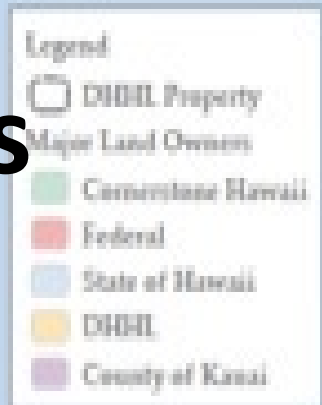 Legend
DHHL Property
s
Major Land Owners
Cornerstone Hawaii
Federal
State of Hawaii
DHHL
County of Kauai